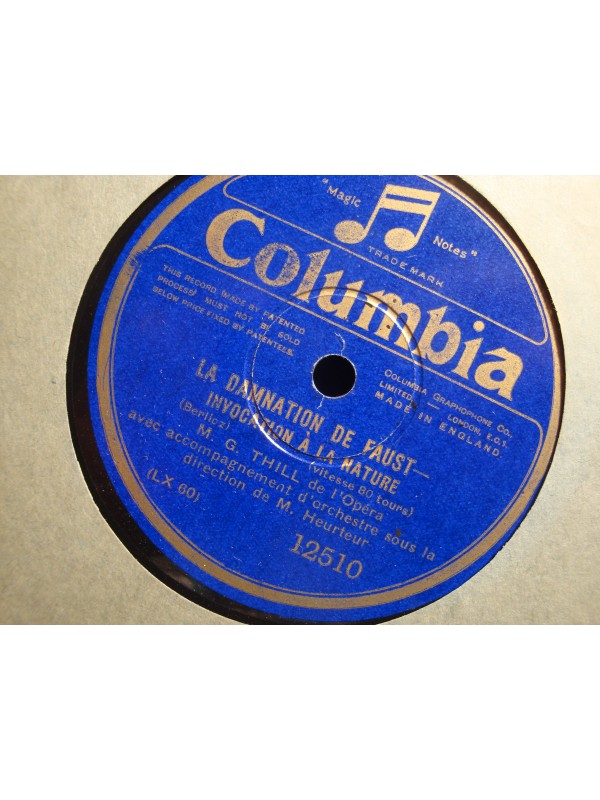 "Magic Notes"
TRADE MARK
Columbia
THIS RECORD (MADE BY PATENTED
PROCESS) MUST NOT BE SOLD
BELOW PRICE FIXED BY PATENTEES.
COLUMBIA GRAPHOPHONE CO.
LIMITED. — LONDON, E.C.1.
MADE IN ENGLAND.
LA DAMNATION DE FAUST—
INVOCATION À LA NATURE
(Berlioz) (vitesse 80 tours)
M. G. THILL de l'Opéra
avec accompagnement d'orchestre sous la
direction de M. Heurteur
(LX 60)
12510